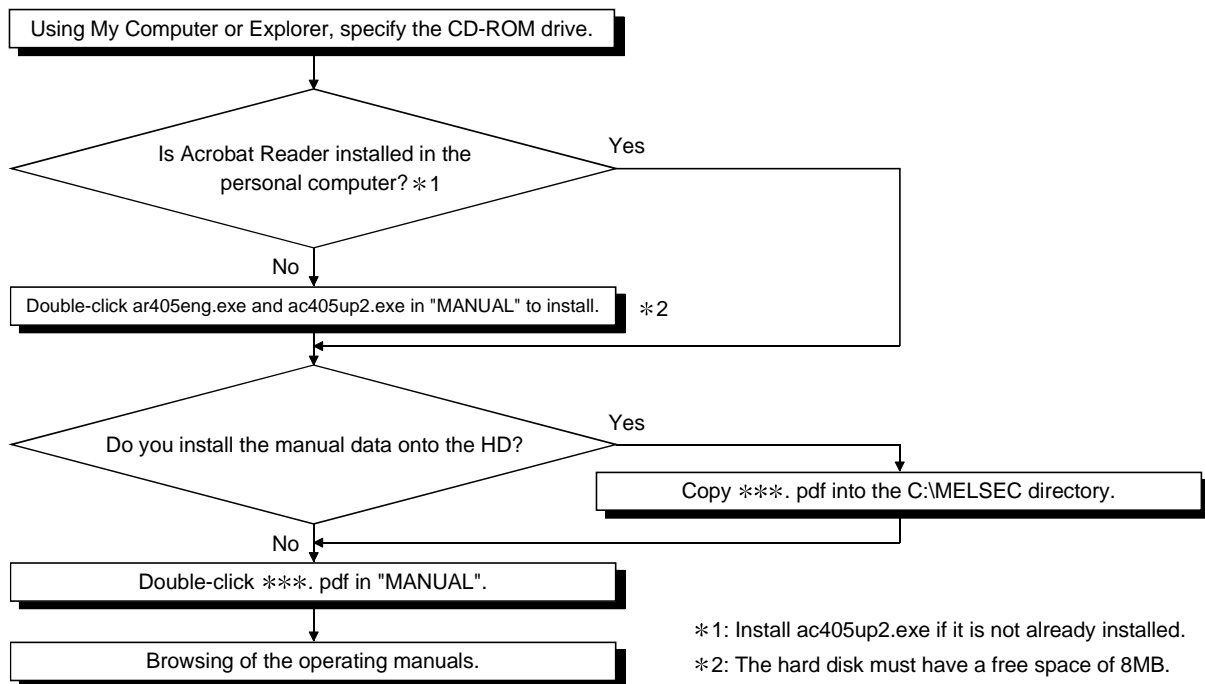 Using My Computer or Explorer, specify the CD-ROM drive.
Is Acrobat Reader installed in the
personal computer?＊1
Yes
No
Double-click ar405eng.exe and ac405up2.exe in "MANUAL" to install.
＊2
Do you install the manual data onto the HD?
Yes
Copy ＊＊＊. pdf into the C:\MELSEC directory.
No
Double-click ＊＊＊. pdf in "MANUAL".
Browsing of the operating manuals.
＊1: Install ac405up2.exe if it is not already installed.
＊2: The hard disk must have a free space of 8MB.